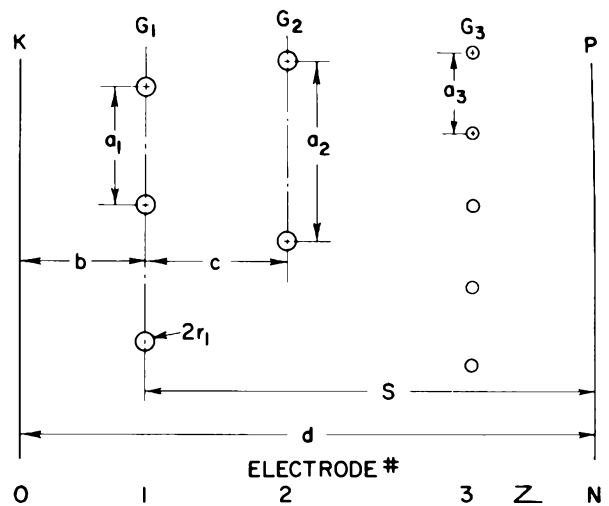 K G₁ G₂ G₃ P
a₁ a₂ a₃
b c
2r₁
S
d
ELECTRODE #
0 1 2 3 Z N